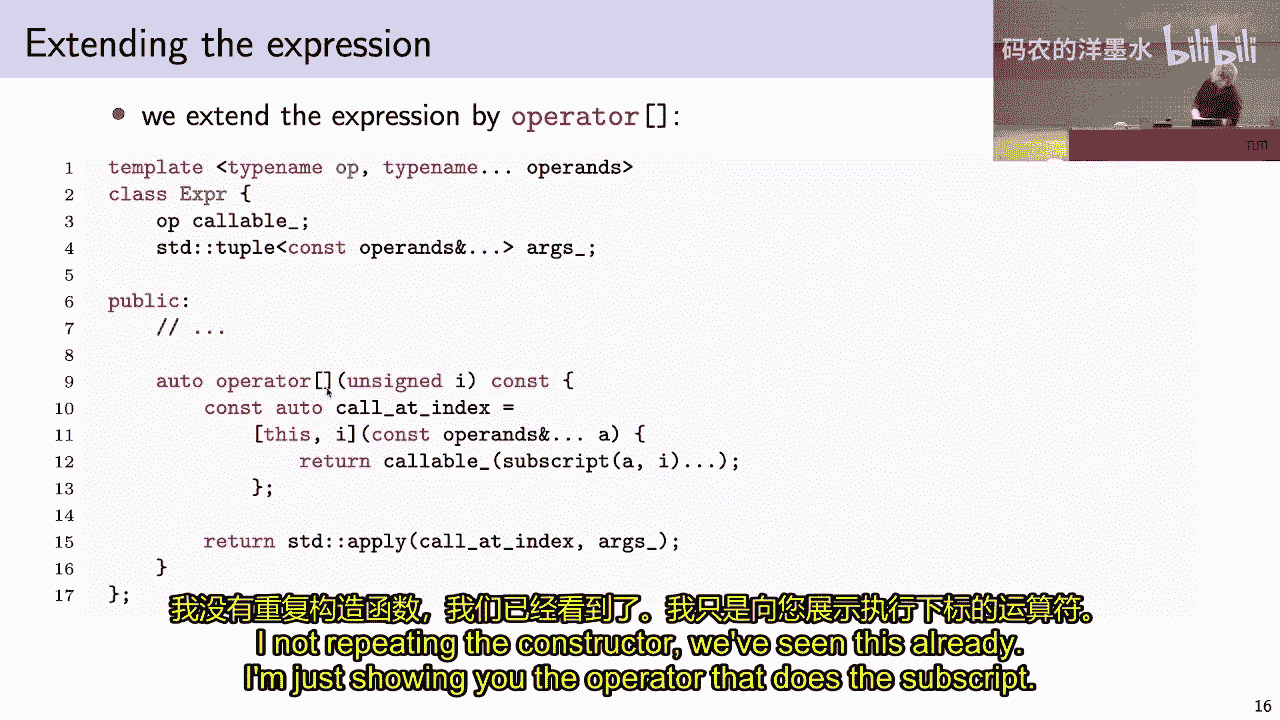 Extending the expression
码农的洋墨水 bilibili
• we extend the expression by operator[]:
1 template <typename op, typename... operands>
2 class Expr {
3     op callable_;
4     std::tuple<const operands&...> args_;
5
6 public:
7     // ...
8
9     auto operator[](unsigned i) const {
10         const auto call_at_index =
11             [this, i](const operands&... a) {
12                 return callable_(subscript(a, i)...);
13             };
14
15         return std::apply(call_at_index, args_);
16     }
17 };
我没有重复构造函数，我们已经看到了。我只是向您展示执行下标的运算符。
I not repeating the constructor, we've seen this already.
I'm just showing you the operator that does the subscript.
16